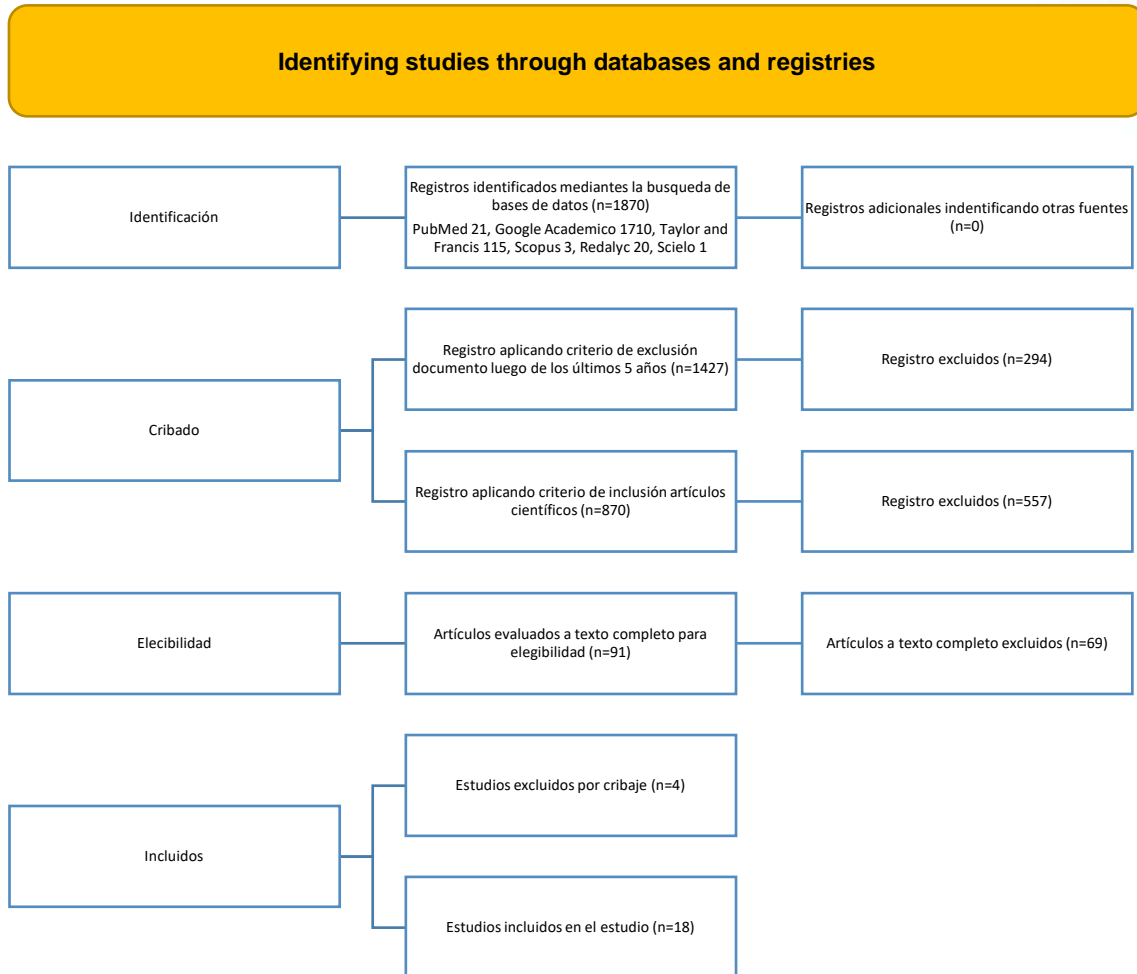 Identifying studies through databases and registries
Identificación
Registros identificados mediantes la busqueda de
bases de datos (n=1870)
PubMed 21, Google Academico 1710, Taylor and
Francis 115, Scopus 3, Redalyc 20, Scielo 1
Registros adicionales indentificando otras fuentes
(n=0)
Cribado
Registro aplicando criterio de exclusión
documento luego de los últimos 5 años (n=1427)
Registro excluidos (n=294)
Registro aplicando criterio de inclusión artículos
científicos (n=870)
Registro excluidos (n=557)
Elecibilidad
Artículos evaluados a texto completo para
elegibilidad (n=91)
Artículos a texto completo excluidos (n=69)
Incluidos
Estudios excluidos por cribaje (n=4)
Estudios incluidos en el estudio (n=18)